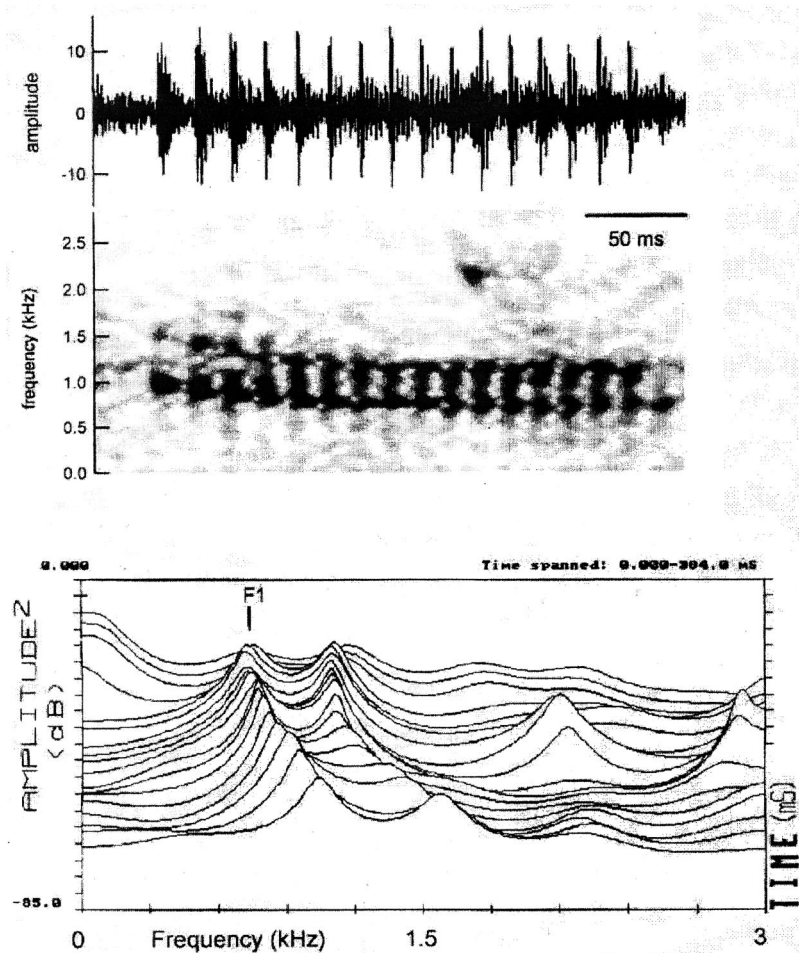 10
amplitude
0
-10
50 ms
2.5
2.0
frequency (kHz)
1.5
1.0
0.5
0.0
0.000
Time spanned: 0.000-304.0 mS
F1
AMPLITUDE2
(dB)
TIME (mS)
-85.0
0
Frequency (kHz)
1.5
3